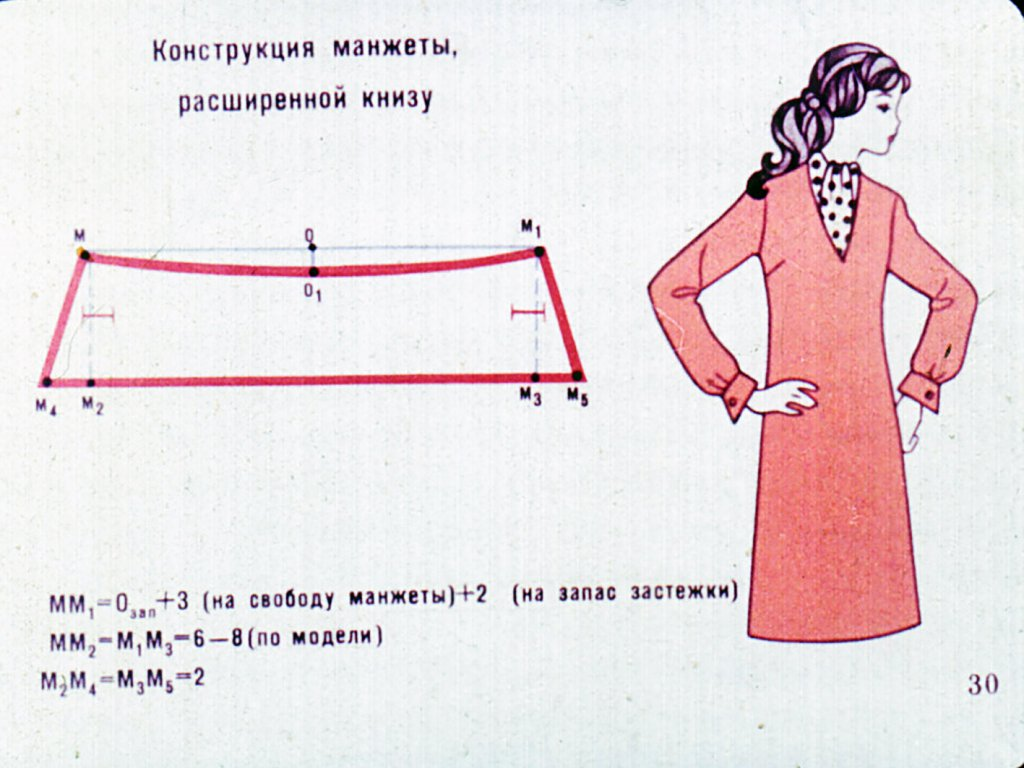 Конструкция манжеты,
расширенной книзу
М О М₁
О₁
М₄ М₂ М₃ М₅
ММ₁=Озап+3 (на свободу манжеты)+2 (на запас застежки)
ММ₂=М₁М₃=6—8(по модели)
М₂М₄=М₃М₅=2
30